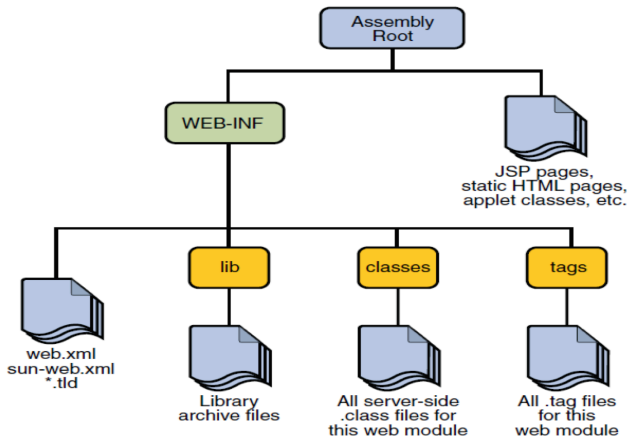 Assembly
Root
WEB-INF
JSP pages,
static HTML pages,
applet classes, etc.
lib
classes
tags
web.xml
sun-web.xml
*.tld
Library
archive files
All server-side
.class files for
this web module
All .tag files
for this
web module